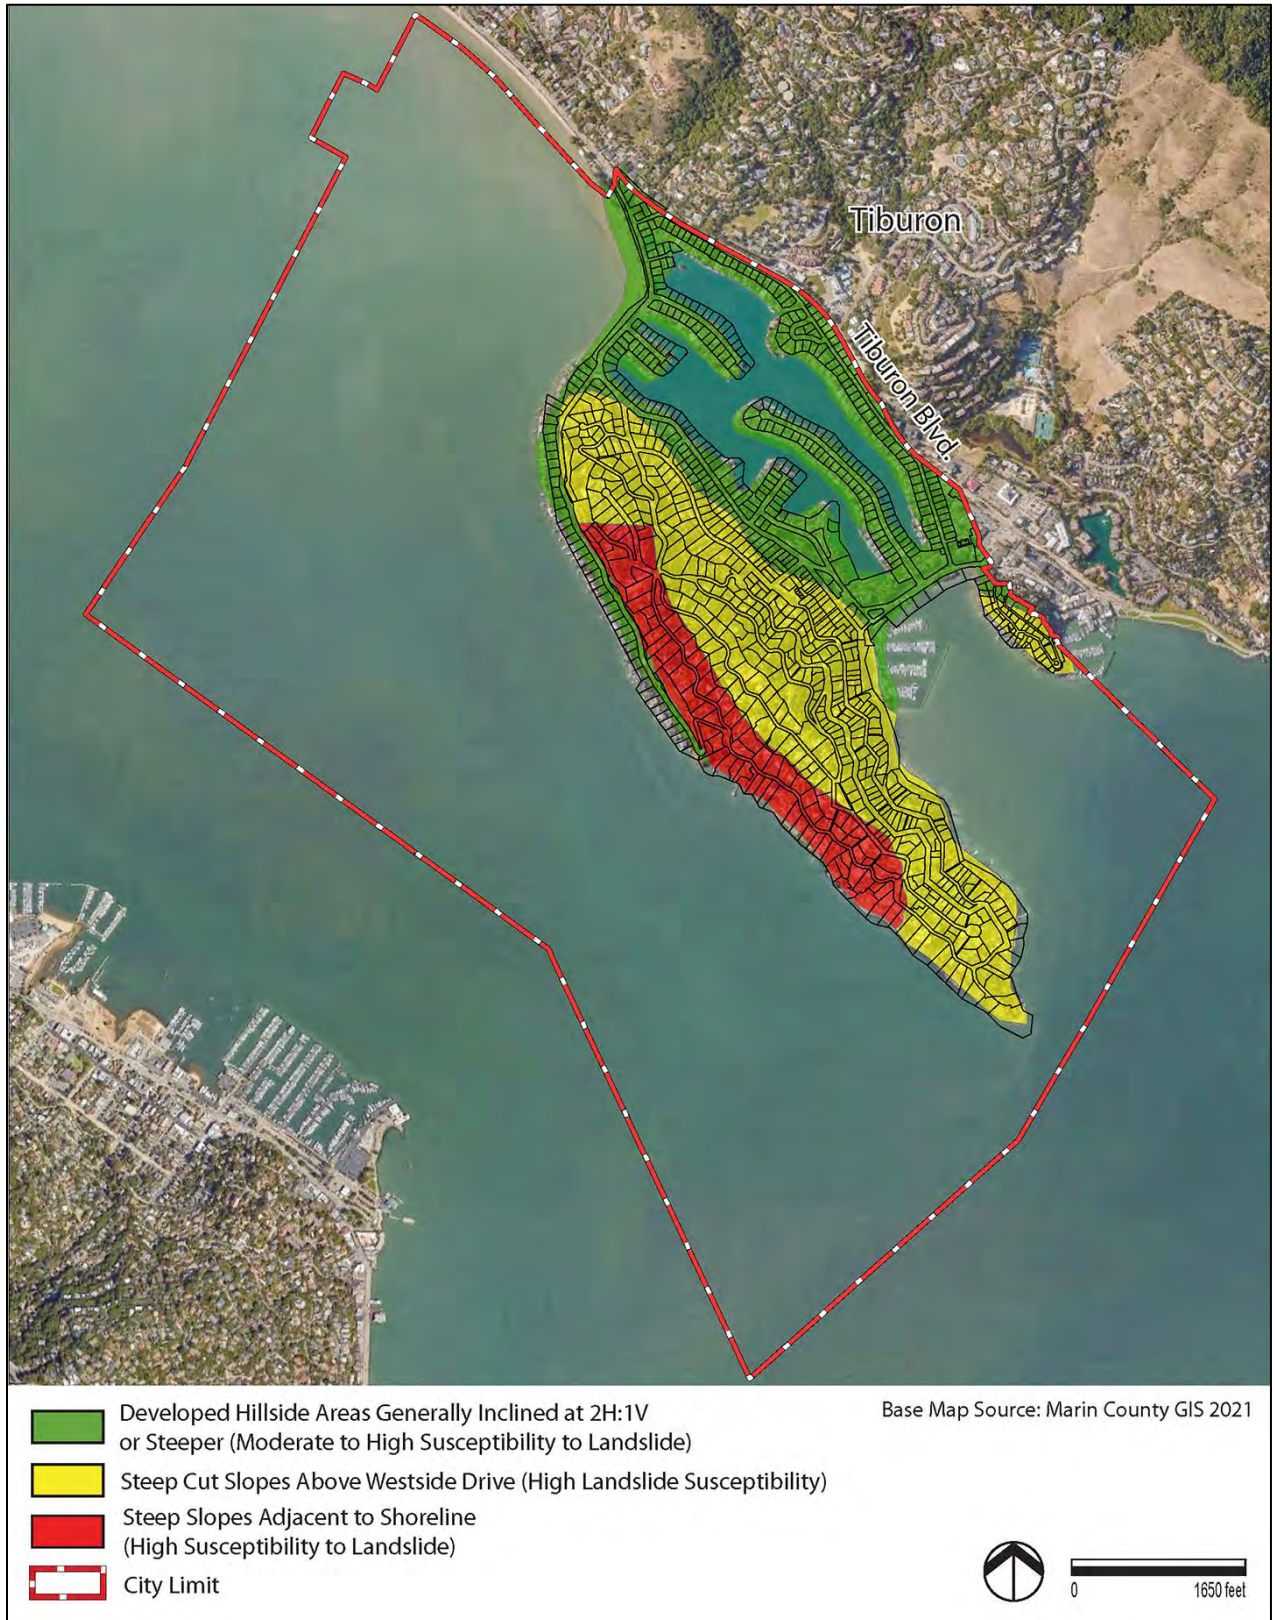 Tiburon
Tiburon Blvd.
Developed Hillside Areas Generally Inclined at 2H:1V
or Steeper (Moderate to High Susceptibility to Landslide)
Steep Cut Slopes Above Westside Drive (High Landslide Susceptibility)
Steep Slopes Adjacent to Shoreline
(High Susceptibility to Landslide)
City Limit
Base Map Source: Marin County GIS 2021
0
1650 feet